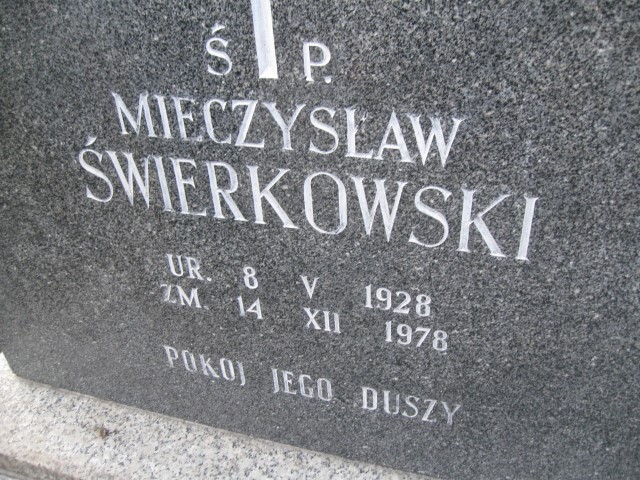 Ś P.
MIECZYSŁAW
ŚWIERKOWSKI
UR. 8 V 1928
ZM. 14 XII 1978
POKOJ JEGO DUSZY